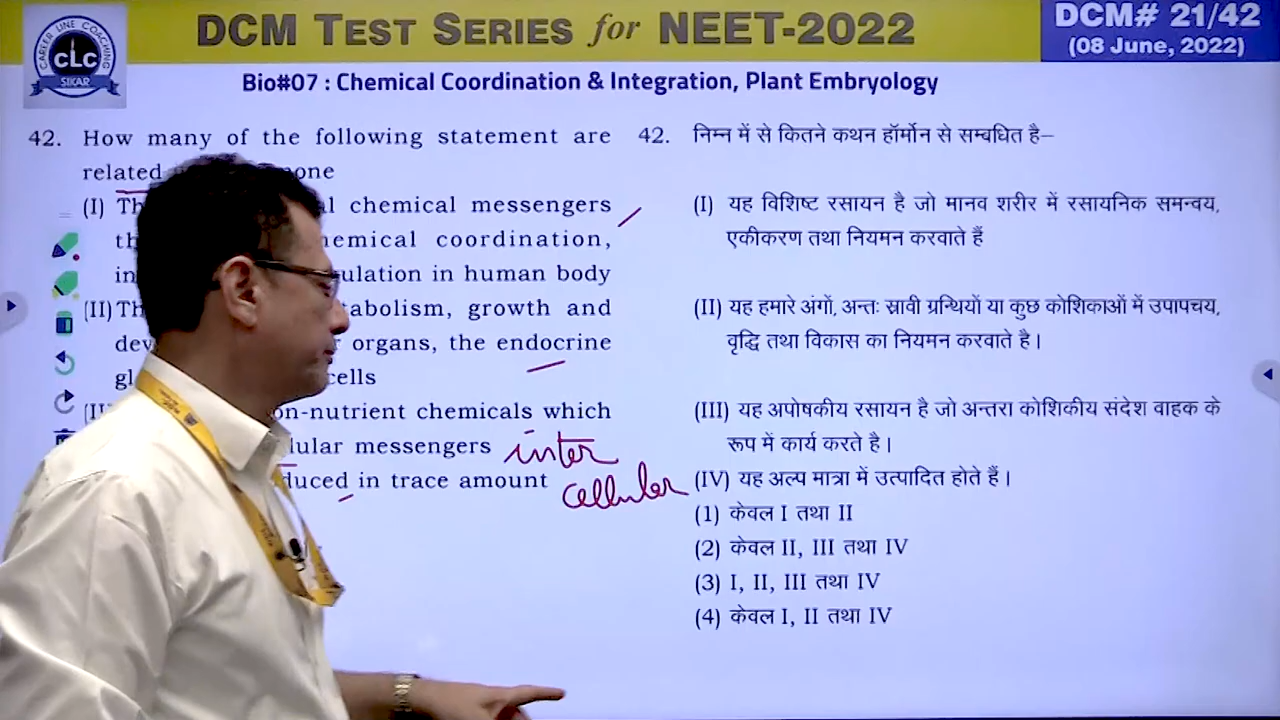 CAREER LINE COACHING
cLc
SIKAR
DCM TEST SERIES for NEET-2022
DCM# 21/42
(08 June, 2022)
Bio#07 : Chemical Coordination & Integration, Plant Embryology
42. How many of the following statement are
related
(I) chemical messengers
coordination,
in human body
(II) growth and
organs, the endocrine
cells
chemicals which
messengers inter
in trace amount cellular
42. निम्न में से कितने कथन हॉर्मोन से सम्बधित है–
(I) यह विशिष्ट रसायन है जो मानव शरीर में रसायनिक समन्वय,
एकीकरण तथा नियमन करवाते हैं
(II) यह हमारे अंगों, अन्तः स्रावी ग्रन्थियों या कुछ कोशिकाओं में उपापचय,
वृद्धि तथा विकास का नियमन करवाते है।
(III) यह अपोषकीय रसायन है जो अन्तरा कोशिकीय संदेश वाहक के
रूप में कार्य करते है।
(IV) यह अल्प मात्रा में उत्पादित होते हैं।
(1) केवल I तथा II
(2) केवल II, III तथा IV
(3) I, II, III तथा IV
(4) केवल I, II तथा IV